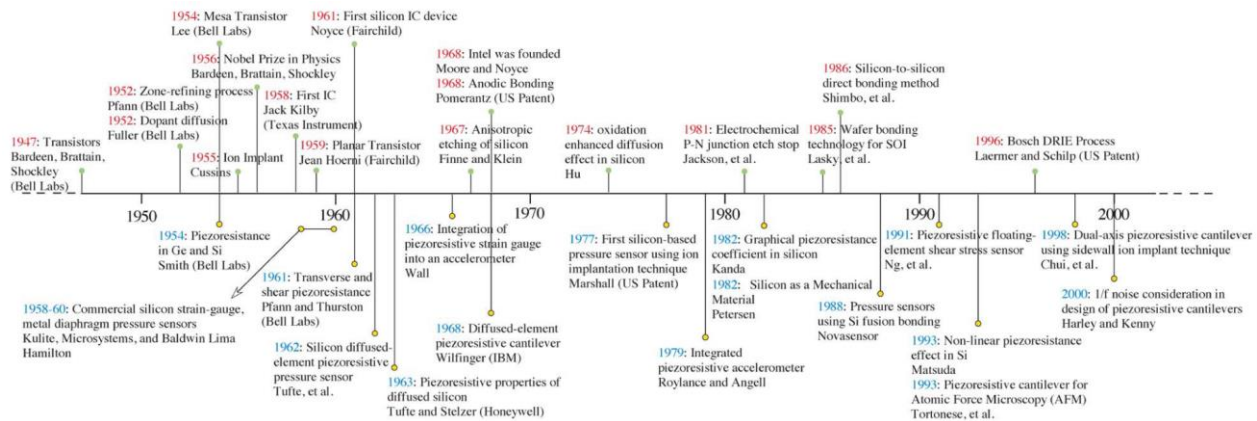 1954: Mesa Transistor
Lee (Bell Labs)
1961: First silicon IC device
Noyce (Fairchild)
1956: Nobel Prize in Physics
Bardeen, Brattain, Shockley
1952: Zone-refining process
Pfann (Bell Labs)
1952: Dopant diffusion
Fuller (Bell Labs)
1958: First IC
Jack Kilby
(Texas Instrument)
1947: Transistors
Bardeen, Brattain,
Shockley
(Bell Labs)
1955: Ion Implant
Cussins
1959: Planar Transistor
Jean Hoerni (Fairchild)
1968: Intel was founded
Moore and Noyce
1968: Anodic Bonding
Pomerantz (US Patent)
1967: Anisotropic
etching of silicon
Finne and Klein
1974: oxidation
enhanced diffusion
effect in silicon
Hu
1981: Electrochemical
P-N junction etch stop
Jackson, et al.
1986: Silicon-to-silicon
direct bonding method
Shimbo, et al.
1985: Wafer bonding
technology for SOI
Lasky, et al.
1996: Bosch DRIE Process
Laermer and Schilp (US Patent)
1950
1960
1970
1980
1990
2000
1954: Piezoresistance
in Ge and Si
Smith (Bell Labs)
1958-60: Commercial silicon strain-gauge,
metal diaphragm pressure sensors
Kulite, Microsystems, and Baldwin Lima
Hamilton
1961: Transverse and
shear piezoresistance
Pfann and Thurston
(Bell Labs)
1962: Silicon diffused-
element piezoresistive
pressure sensor
Tufte, et al.
1963: Piezoresistive properties of
diffused silicon
Tufte and Stelzer (Honeywell)
1966: Integration of
piezoresistive strain gauge
into an accelerometer
Wall
1968: Diffused-element
piezoresistive cantilever
Wilfinger (IBM)
1977: First silicon-based
pressure sensor using ion
implantation technique
Marshall (US Patent)
1979: Integrated
piezoresistive accelerometer
Roylance and Angell
1982: Graphical piezoresistance
coefficient in silicon
Kanda
1982: Silicon as a Mechanical
Material
Petersen
1988: Pressure sensors
using Si fusion bonding
Novasensor
1991: Piezoresistive floating-
element shear stress sensor
Ng, et al.
1993: Non-linear piezoresistance
effect in Si
Matsuda
1993: Piezoresistive cantilever for
Atomic Force Microscopy (AFM)
Tortonese, et al.
1998: Dual-axis piezoresistive cantilever
using sidewall ion implant technique
Chui, et al.
2000: 1/f noise consideration in
design of piezoresistive cantilevers
Harley and Kenny